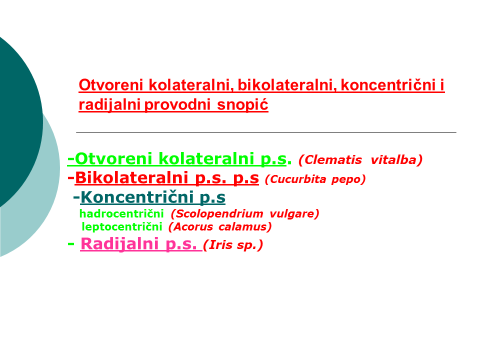 Otvoreni kolateralni, bikolateralni, koncentrični i
radijalni provodni snopić
-Otvoreni kolateralni p.s. (Clematis vitalba)
-Bikolateralni p.s. p.s (Cucurbita pepo)
-Koncentrični p.s
hadrocentrični (Scolopendrium vulgare)
leptocentrični (Acorus calamus)
- Radijalni p.s. (Iris sp.)